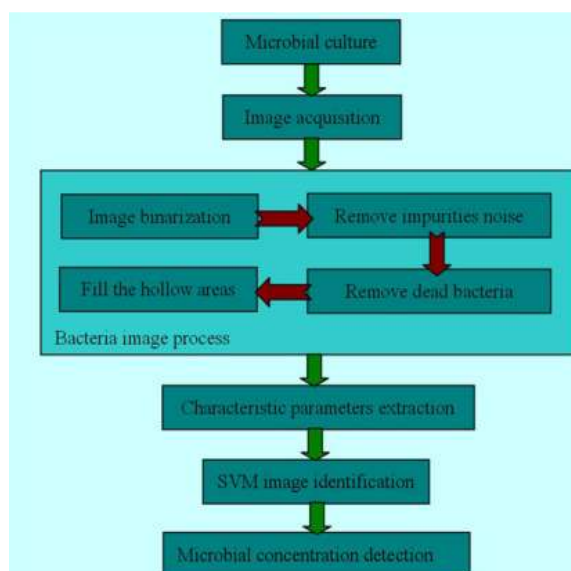 Microbial culture
Image acquisition
Image binarization
Remove impurities noise
Fill the hollow areas
Remove dead bacteria
Bacteria image process
Characteristic parameters extraction
SVM image identification
Microbial concentration detection